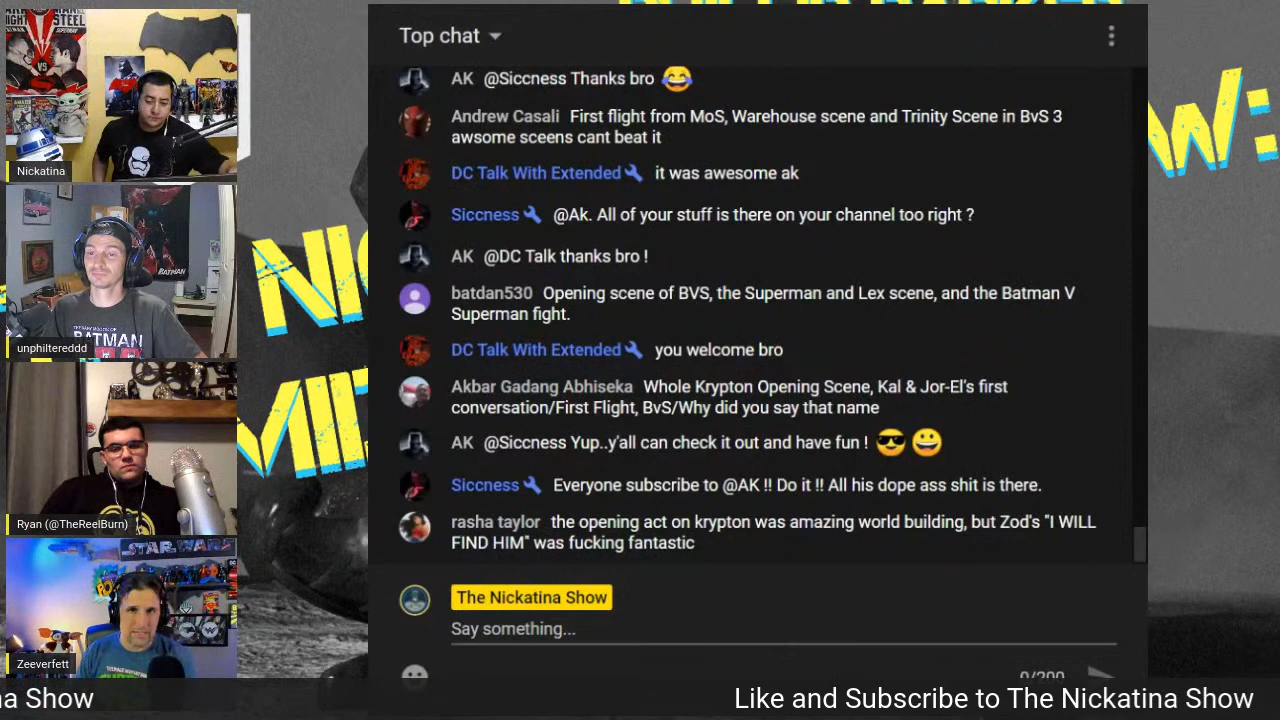 Top chat
AK @Siccness Thanks bro 😂
Andrew Casali First flight from MoS, Warehouse scene and Trinity Scene in BvS 3
awsome sceens cant beat it
DC Talk With Extended it was awesome ak
Siccness @Ak. All of your stuff is there on your channel too right ?
AK @DC Talk thanks bro !
batdan530 Opening scene of BVS, the Superman and Lex scene, and the Batman V
Superman fight.
DC Talk With Extended you welcome bro
Akbar Gadang Abhiseka Whole Krypton Opening Scene, Kal & Jor-El's first
conversation/First Flight, BvS/Why did you say that name
AK @Siccness Yup..y'all can check it out and have fun ! 😎 😀
Siccness Everyone subscribe to @AK !! Do it !! All his dope ass shit is there.
rasha taylor the opening act on krypton was amazing world building, but Zod's "I WILL
FIND HIM" was fucking fantastic
The Nickatina Show
Say something...
0/200
Nickatina
BATMAN
BATMAN
unphiltereddd
Ryan (@TheReelBurn)
STAR WARS
Zeeverfett
na Show
Like and Subscribe to The Nickatina Show